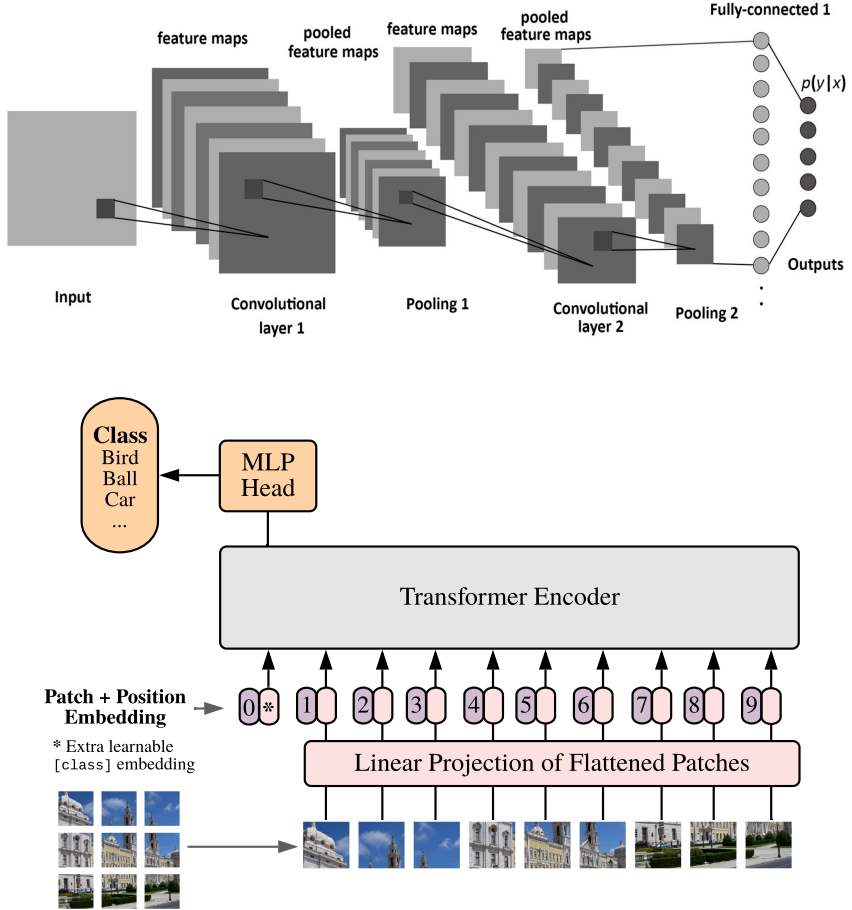 feature maps
pooled
feature maps
feature maps
pooled
feature maps
Fully-connected 1
p(y|x)
Input
Convolutional
layer 1
Pooling 1
Convolutional
layer 2
Pooling 2
Outputs
Class
Bird
Ball
Car
...
MLP
Head
Transformer Encoder
Patch + Position
Embedding
0 * 1 2 3 4 5 6 7 8 9
* Extra learnable
[class] embedding
Linear Projection of Flattened Patches